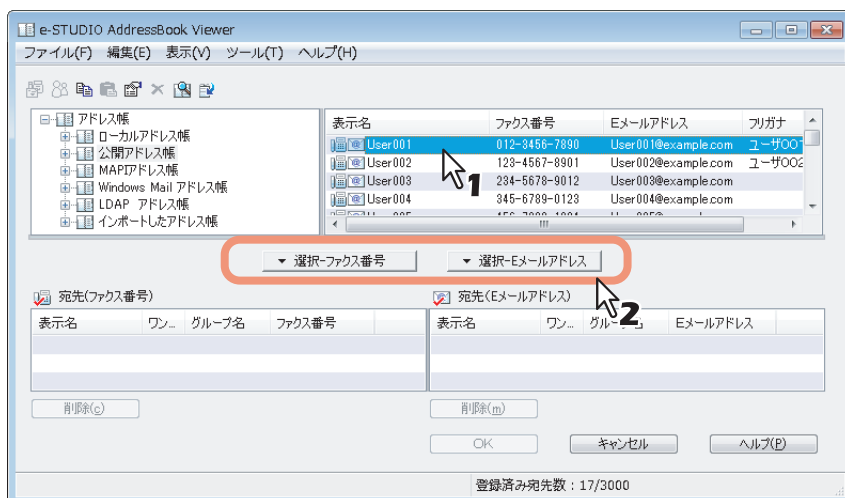 e-STUDIO AddressBook Viewer
ファイル(F) 編集(E) 表示(V) ツール(T) ヘルプ(H)
アドレス帳
ローカルアドレス帳
公開アドレス帳
MAPIアドレス帳
Windows Mail アドレス帳
LDAP アドレス帳
インポートしたアドレス帳
表示名 ファクス番号 Eメールアドレス フリガナ
User001 012-3456-7890 User001@example.com ユーザ001
User002 123-4567-8901 User002@example.com ユーザ002
User003 234-5678-9012 User003@example.com
User004 345-6789-0123 User004@example.com
1
▼ 選択-ファクス番号 ▼ 選択-Eメールアドレス
2
宛先(ファクス番号) 宛先(Eメールアドレス)
表示名 ワン... グループ名 ファクス番号 表示名 ワン... Eメールアドレス
削除(c) 削除(m)
OK キャンセル ヘルプ(P)
登録済み宛先数：17/3000